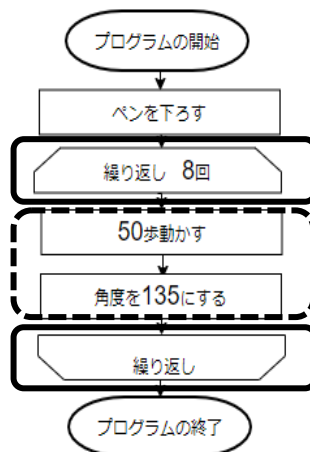 プログラムの開始
ペンを下ろす
繰り返し 8回
50歩動かす
角度を135にする
繰り返し
プログラムの終了